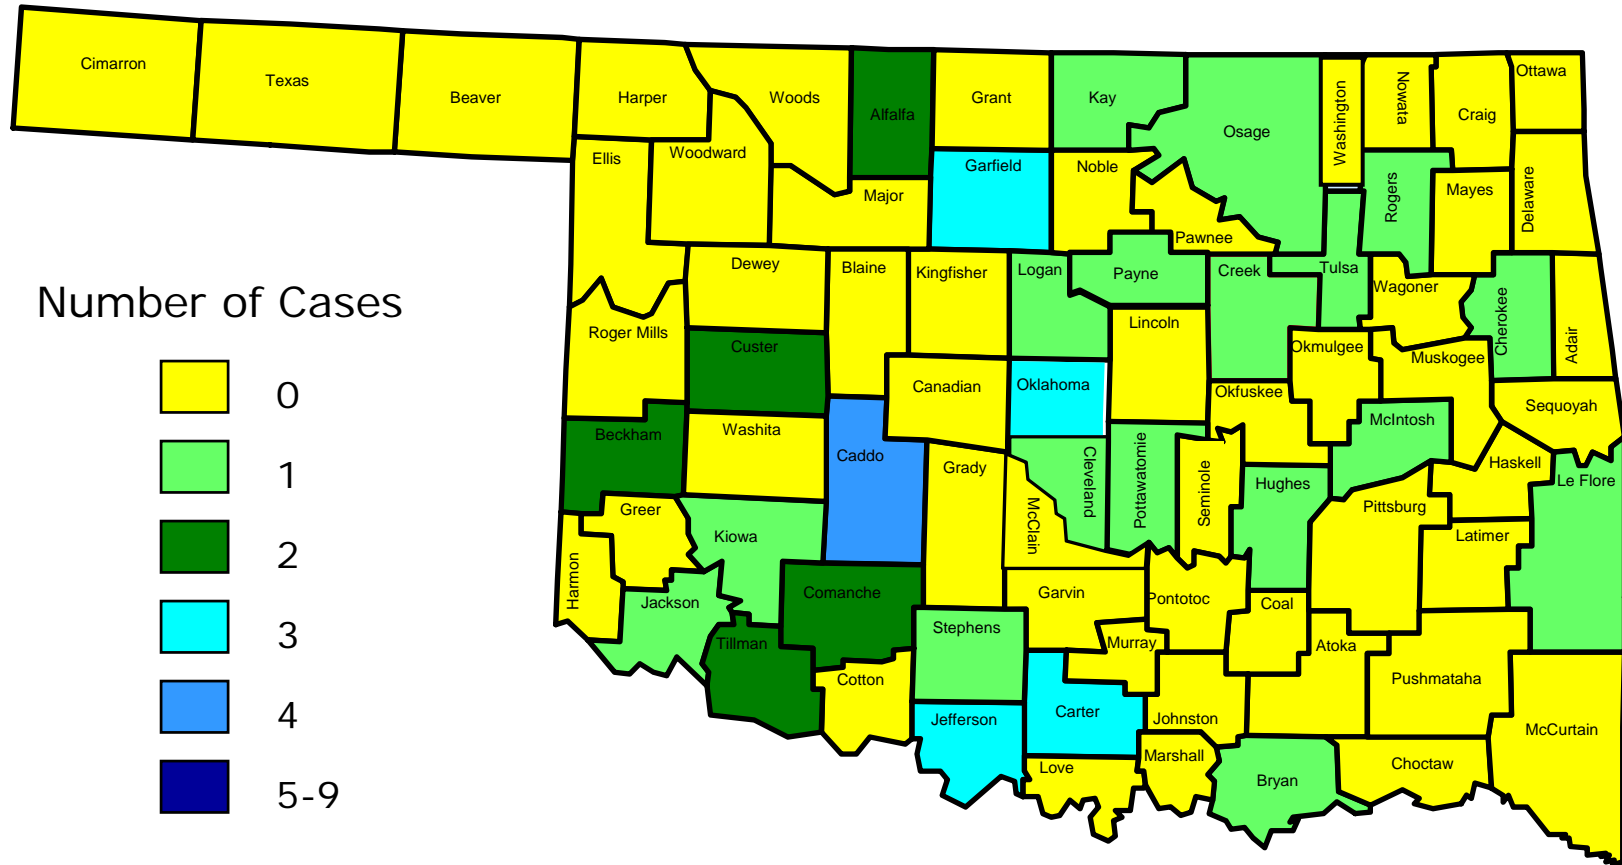 Cimarron
Texas
Beaver
Harper
Woods
Alfalfa
Grant
Kay
Osage
Washington
Nowata
Craig
Ottawa
Ellis
Woodward
Major
Garfield
Noble
Pawnee
Rogers
Mayes
Delaware
Dewey
Blaine
Kingfisher
Logan
Payne
Creek
Tulsa
Wagoner
Cherokee
Adair
Number of Cases
0
1
2
3
4
5-9
Roger Mills
Custer
Canadian
Oklahoma
Lincoln
Okmulgee
Muskogee
Okfuskee
Sequoyah
Beckham
Washita
Caddo
Grady
McClain
Cleveland
Pottawatomie
Seminole
Hughes
McIntosh
Haskell
Le Flore
Greer
Kiowa
Pittsburg
Latimer
Harmon
Jackson
Comanche
Stephens
Garvin
Pontotoc
Coal
Tillman
Cotton
Murray
Atoka
Pushmataha
Jefferson
Carter
Johnston
McCurtain
Love
Marshall
Bryan
Choctaw